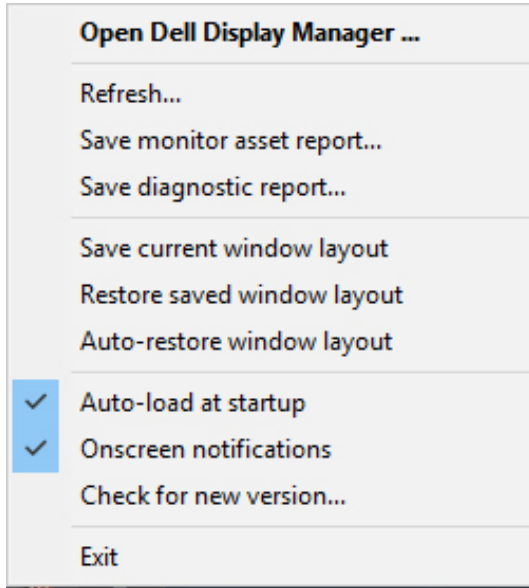 Open Dell Display Manager ...
Refresh...
Save monitor asset report...
Save diagnostic report...
Save current window layout
Restore saved window layout
Auto-restore window layout
Auto-load at startup
Onscreen notifications
Check for new version...
Exit